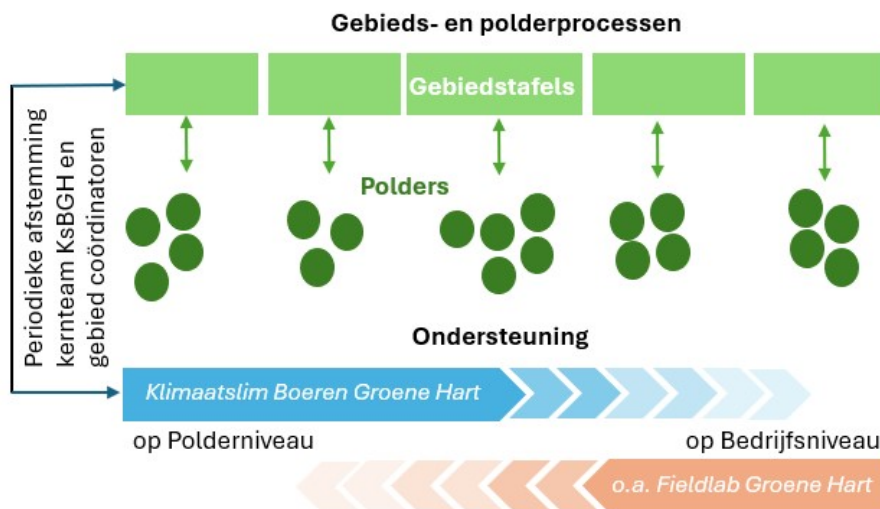 Gebieds- en polderprocessen
Gebiedstafels
Periodieke afstemming
kernteam KsBGH en
gebied coördinatoren
Polders
Ondersteuning
Klimaatslim Boeren Groene Hart
op Polderniveau
op Bedrijfsniveau
o.a. Fieldlab Groene Hart